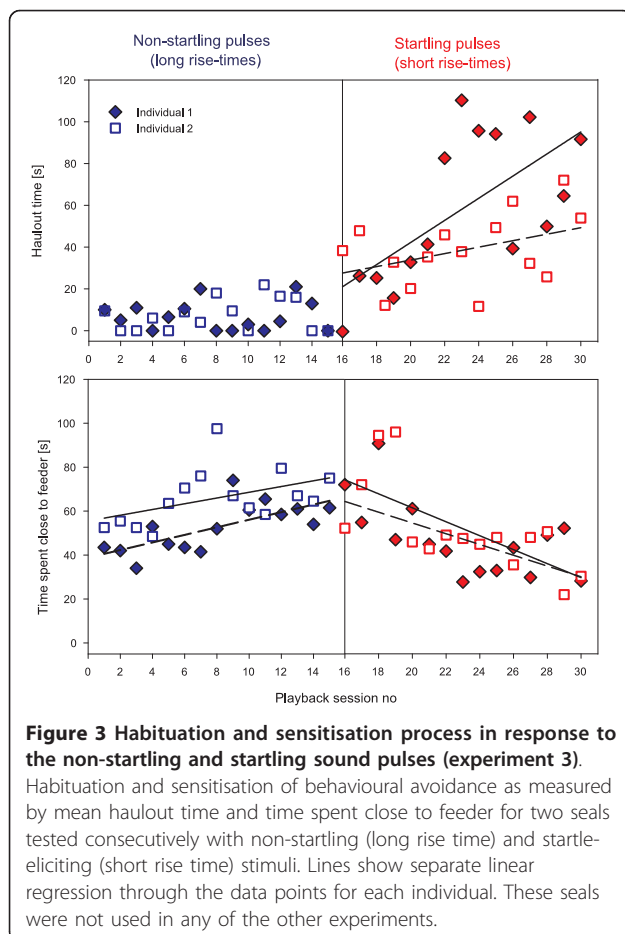 Non-startling pulses
(long rise-times)
Startling pulses
(short rise-times)
120
100
80
60
40
20
0
Haulout time [s]
Individual 1
Individual 2
0 2 4 6 8 10 12 14 16 18 20 22 24 26 28 30
120
100
80
60
40
20
0
Time spent close to feeder [s]
0 2 4 6 8 10 12 14 16 18 20 22 24 26 28 30
Playback session no
Figure 3 Habituation and sensitisation process in response to
the non-startling and startling sound pulses (experiment 3).
Habituation and sensitisation of behavioural avoidance as measured
by mean haulout time and time spent close to feeder for two seals
tested consecutively with non-startling (long rise time) and startle-
eliciting (short rise time) stimuli. Lines show separate linear
regression through the data points for each individual. These seals
were not used in any of the other experiments.